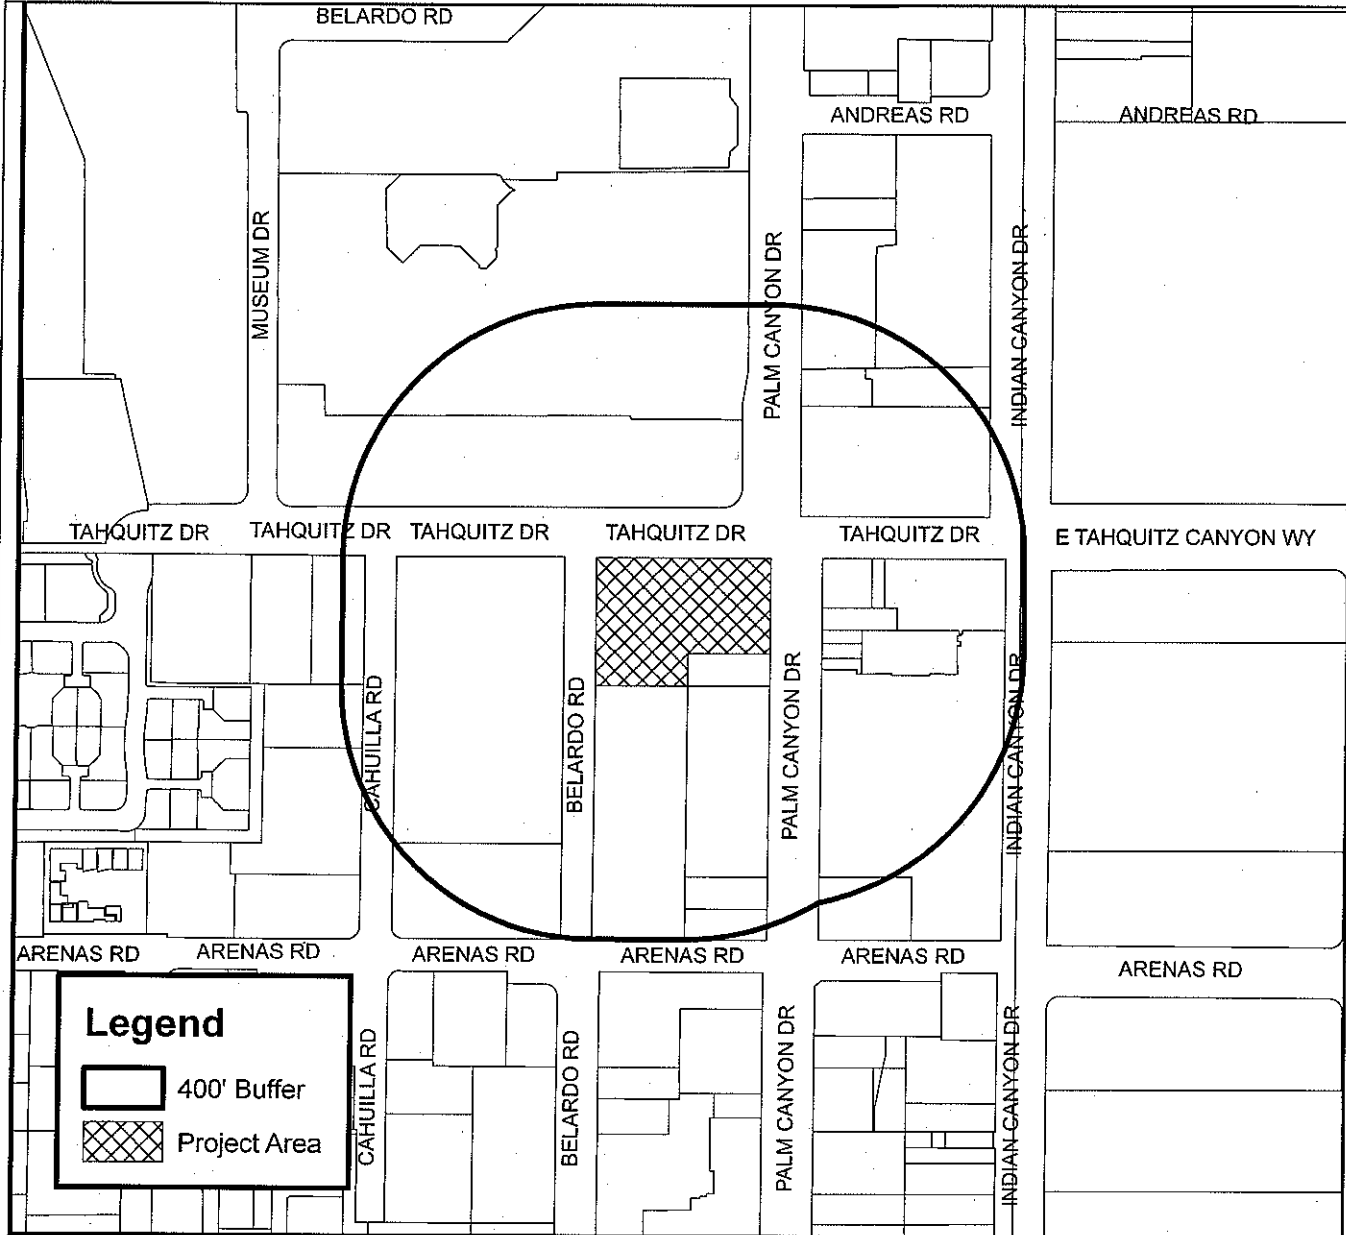 BELARDO RD
ANDREAS RD
ANDREAS RD
MUSEUM DR
PALM CANYON DR
INDIAN CANYON DR
TAHQUITZ DR
TAHQUITZ DR
TAHQUITZ DR
TAHQUITZ DR
TAHQUITZ DR
E TAHQUITZ CANYON WY
CAHUILLA RD
BELARDO RD
PALM CANYON DR
INDIAN CANYON DR
ARENAS RD
ARENAS RD
ARENAS RD
ARENAS RD
ARENAS RD
ARENAS RD
Legend
400' Buffer
Project Area
CAHUILLA RD
BELARDO RD
PALM CANYON DR
INDIAN CANYON DR